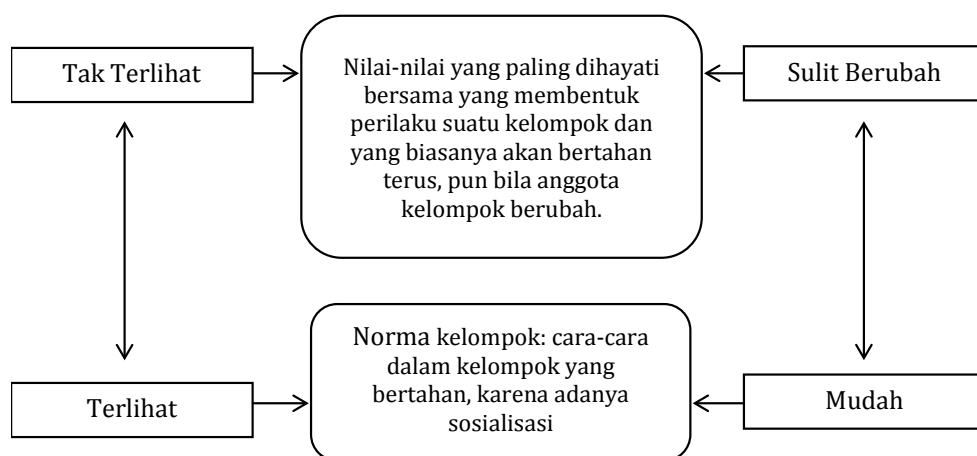 Tak Terlihat
Nilai-nilai yang paling dihayati
bersama yang membentuk
perilaku suatu kelompok dan
yang biasanya akan bertahan
terus, pun bila anggota
kelompok berubah.
Sulit Berubah
Terlihat
Norma kelompok: cara-cara
dalam kelompok yang
bertahan, karena adanya
sosialisasi
Mudah